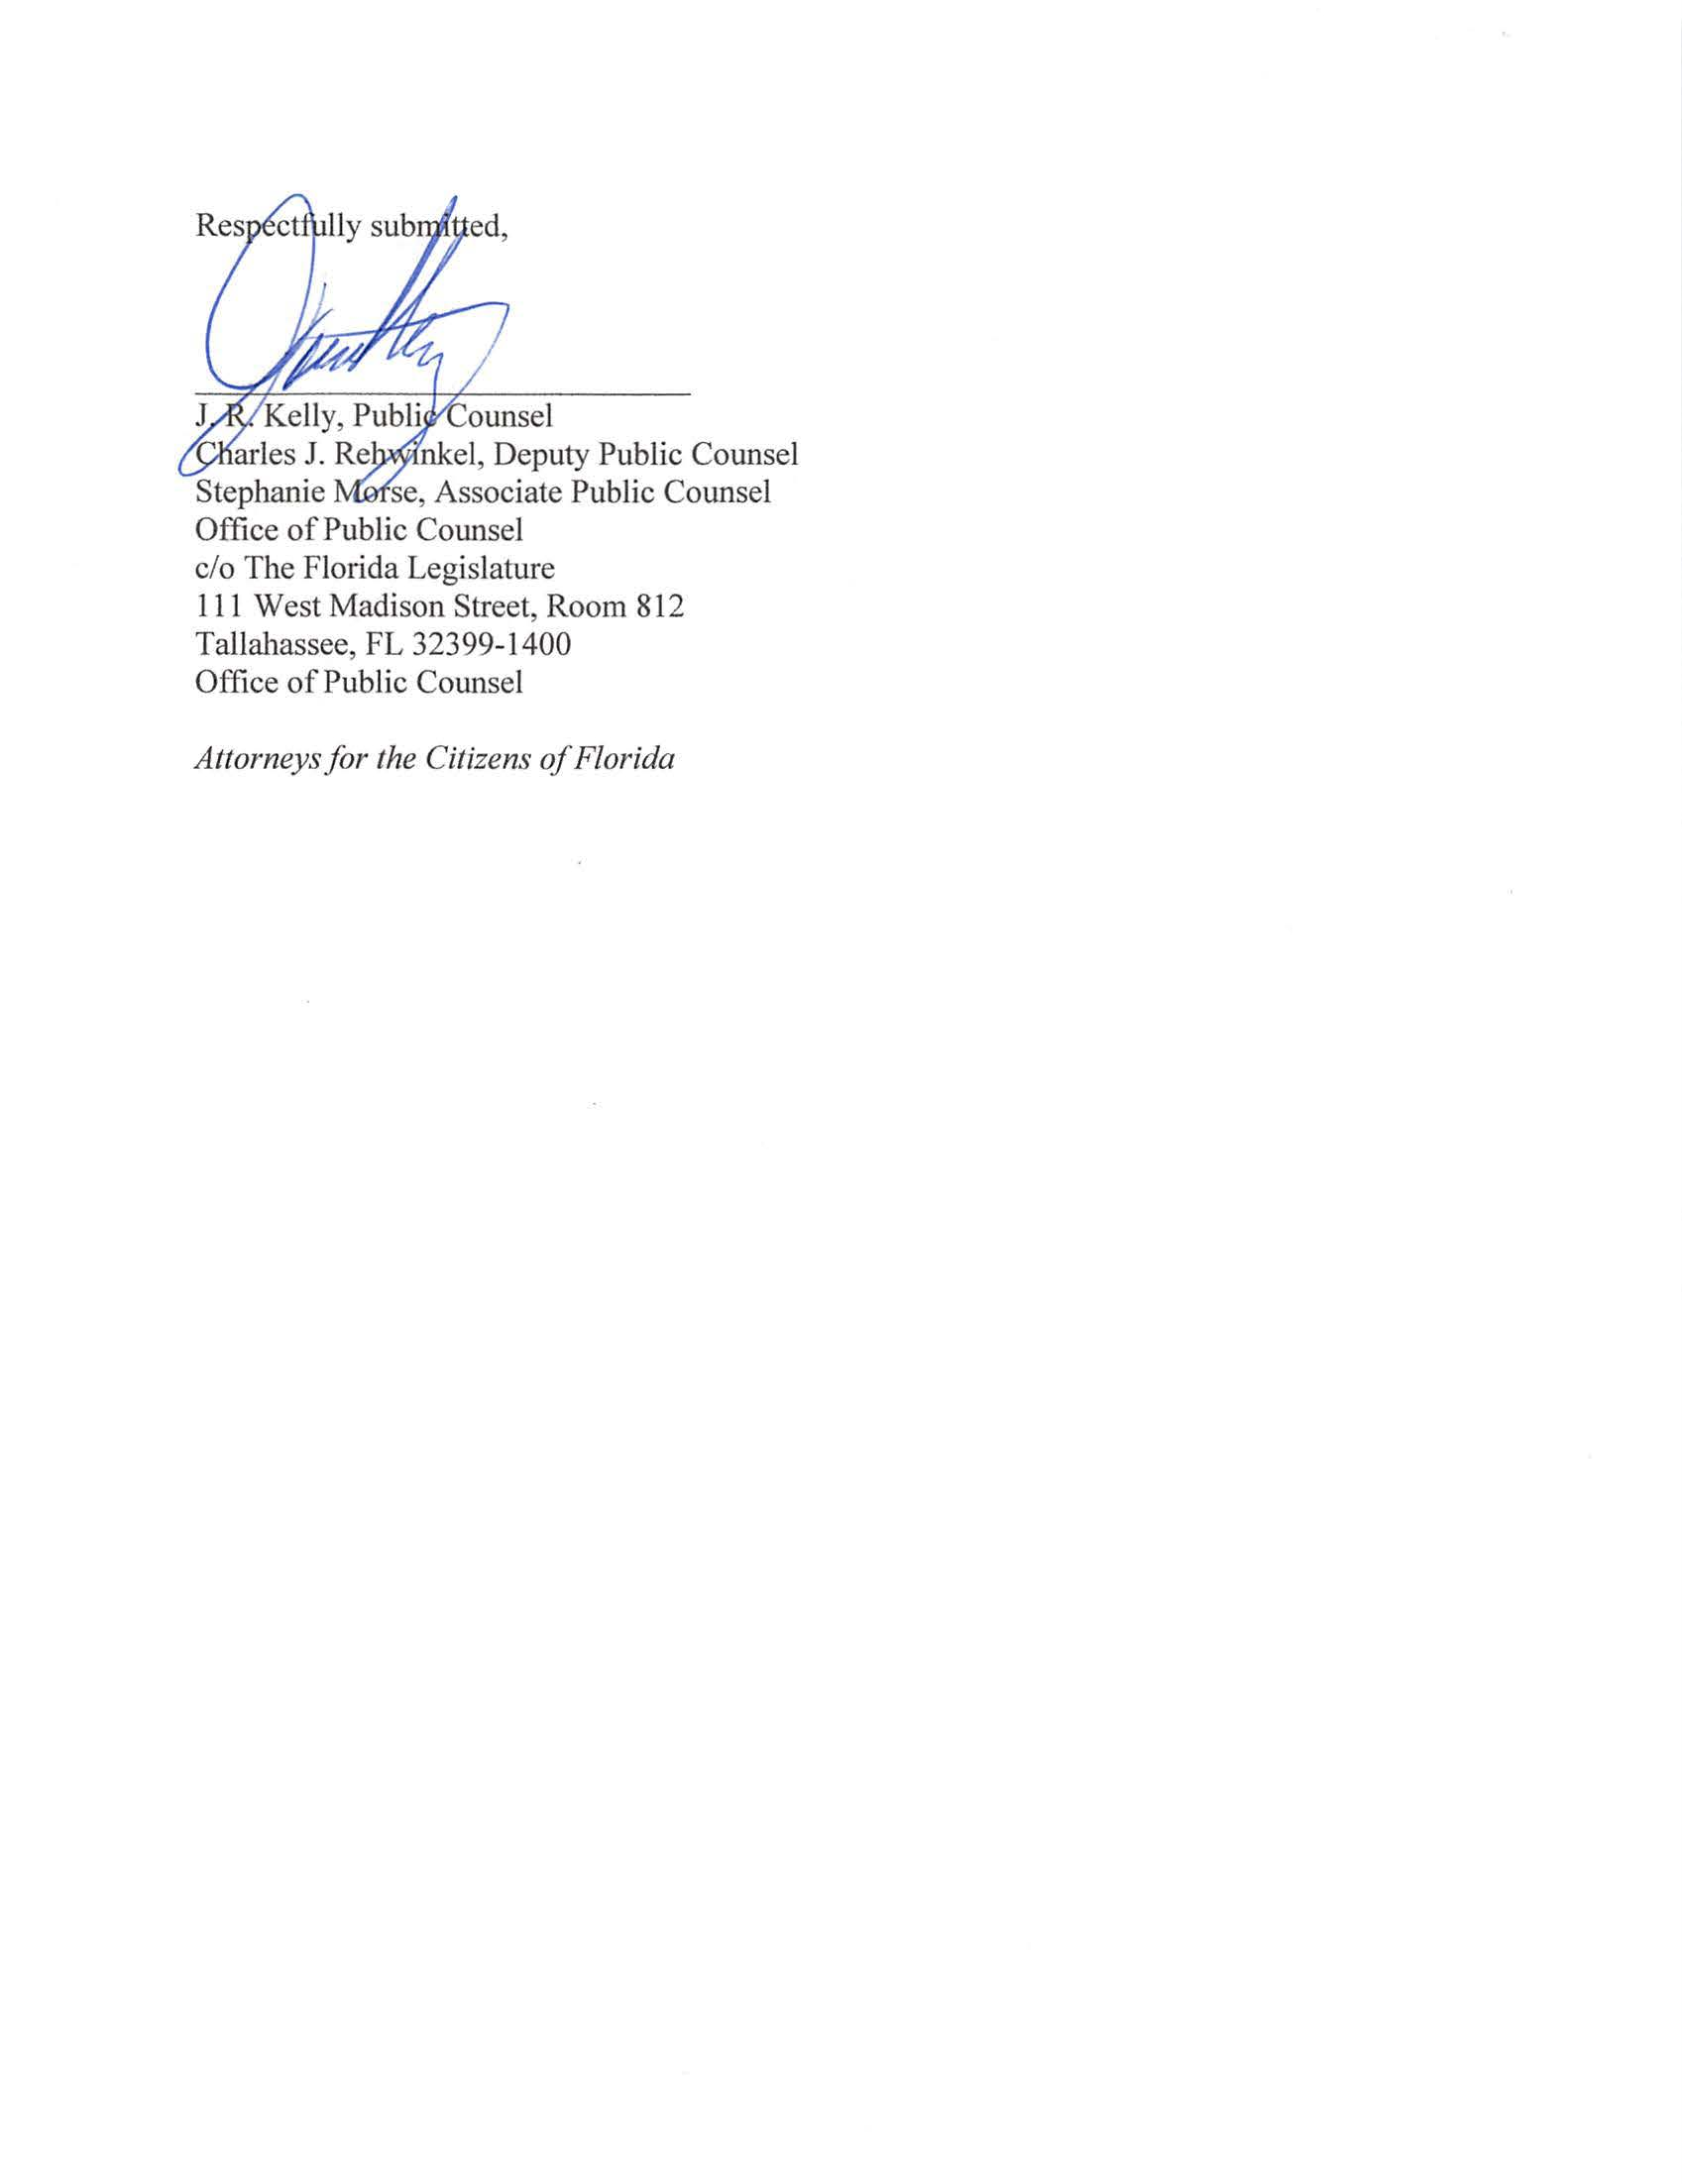 Respectfully submitted,
J. R. Kelly, Public Counsel
Charles J. Rehwinkel, Deputy Public Counsel
Stephanie Morse, Associate Public Counsel
Office of Public Counsel
c/o The Florida Legislature
111 West Madison Street, Room 812
Tallahassee, FL 32399-1400
Office of Public Counsel
Attorneys for the Citizens of Florida